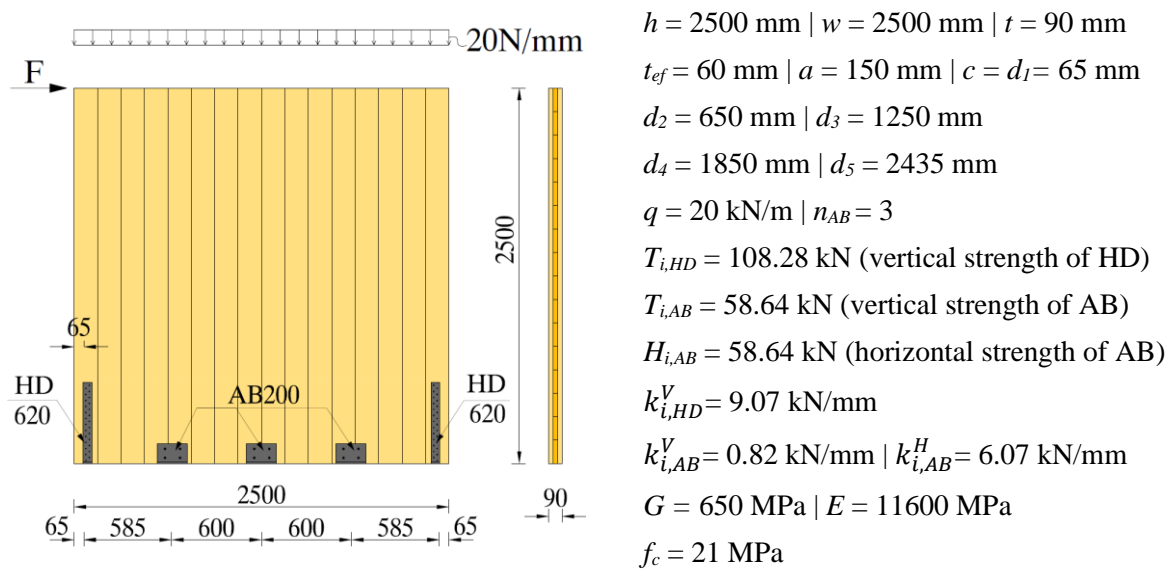 20N/mm
F
2500
65
HD
620
AB200
HD
620
2500
90
65
585
600
600
585
65
h = 2500 mm | w = 2500 mm | t = 90 mm
t_ef = 60 mm | a = 150 mm | c = d_1 = 65 mm
d_2 = 650 mm | d_3 = 1250 mm
d_4 = 1850 mm | d_5 = 2435 mm
q = 20 kN/m | n_AB = 3
T_i,HD = 108.28 kN (vertical strength of HD)
T_i,AB = 58.64 kN (vertical strength of AB)
H_i,AB = 58.64 kN (horizontal strength of AB)
k^V_i,HD = 9.07 kN/mm
k^V_i,AB = 0.82 kN/mm | k^H_i,AB = 6.07 kN/mm
G = 650 MPa | E = 11600 MPa
f_c = 21 MPa